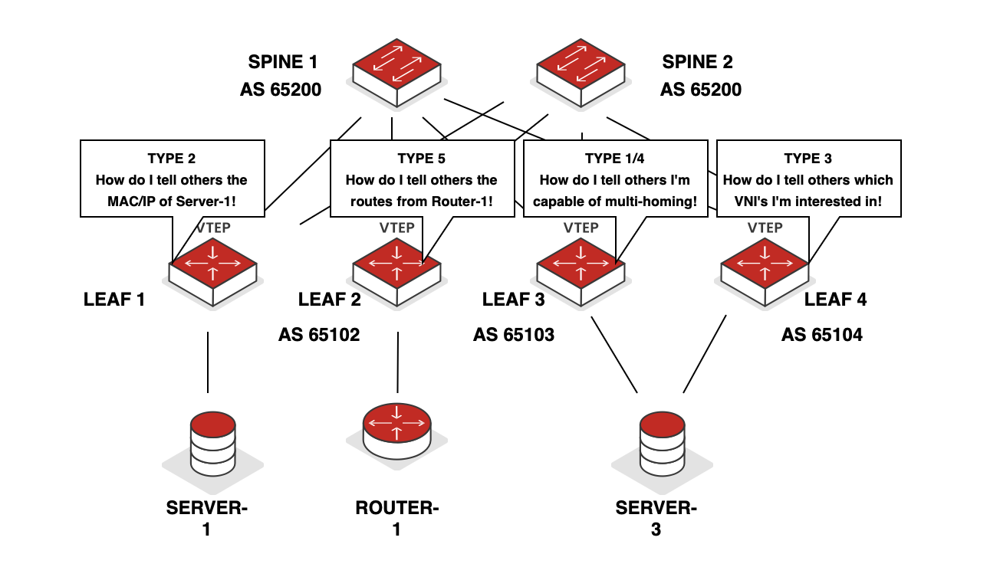 SPINE 1
AS 65200
SPINE 2
AS 65200
TYPE 2
How do I tell others the
MAC/IP of Server-1!
TYPE 5
How do I tell others the
routes from Router-1!
TYPE 1/4
How do I tell others I'm
capable of multi-homing!
TYPE 3
How do I tell others which
VNI's I'm interested in!
VTEP
VTEP
VTEP
VTEP
LEAF 1
LEAF 2
LEAF 3
LEAF 4
AS 65102
AS 65103
AS 65104
SERVER-
1
ROUTER-
1
SERVER-
3